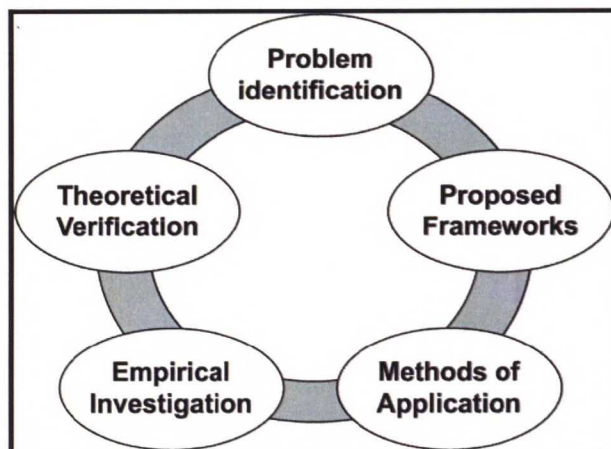 Problem
identification
Proposed
Frameworks
Methods of
Application
Empirical
Investigation
Theoretical
Verification